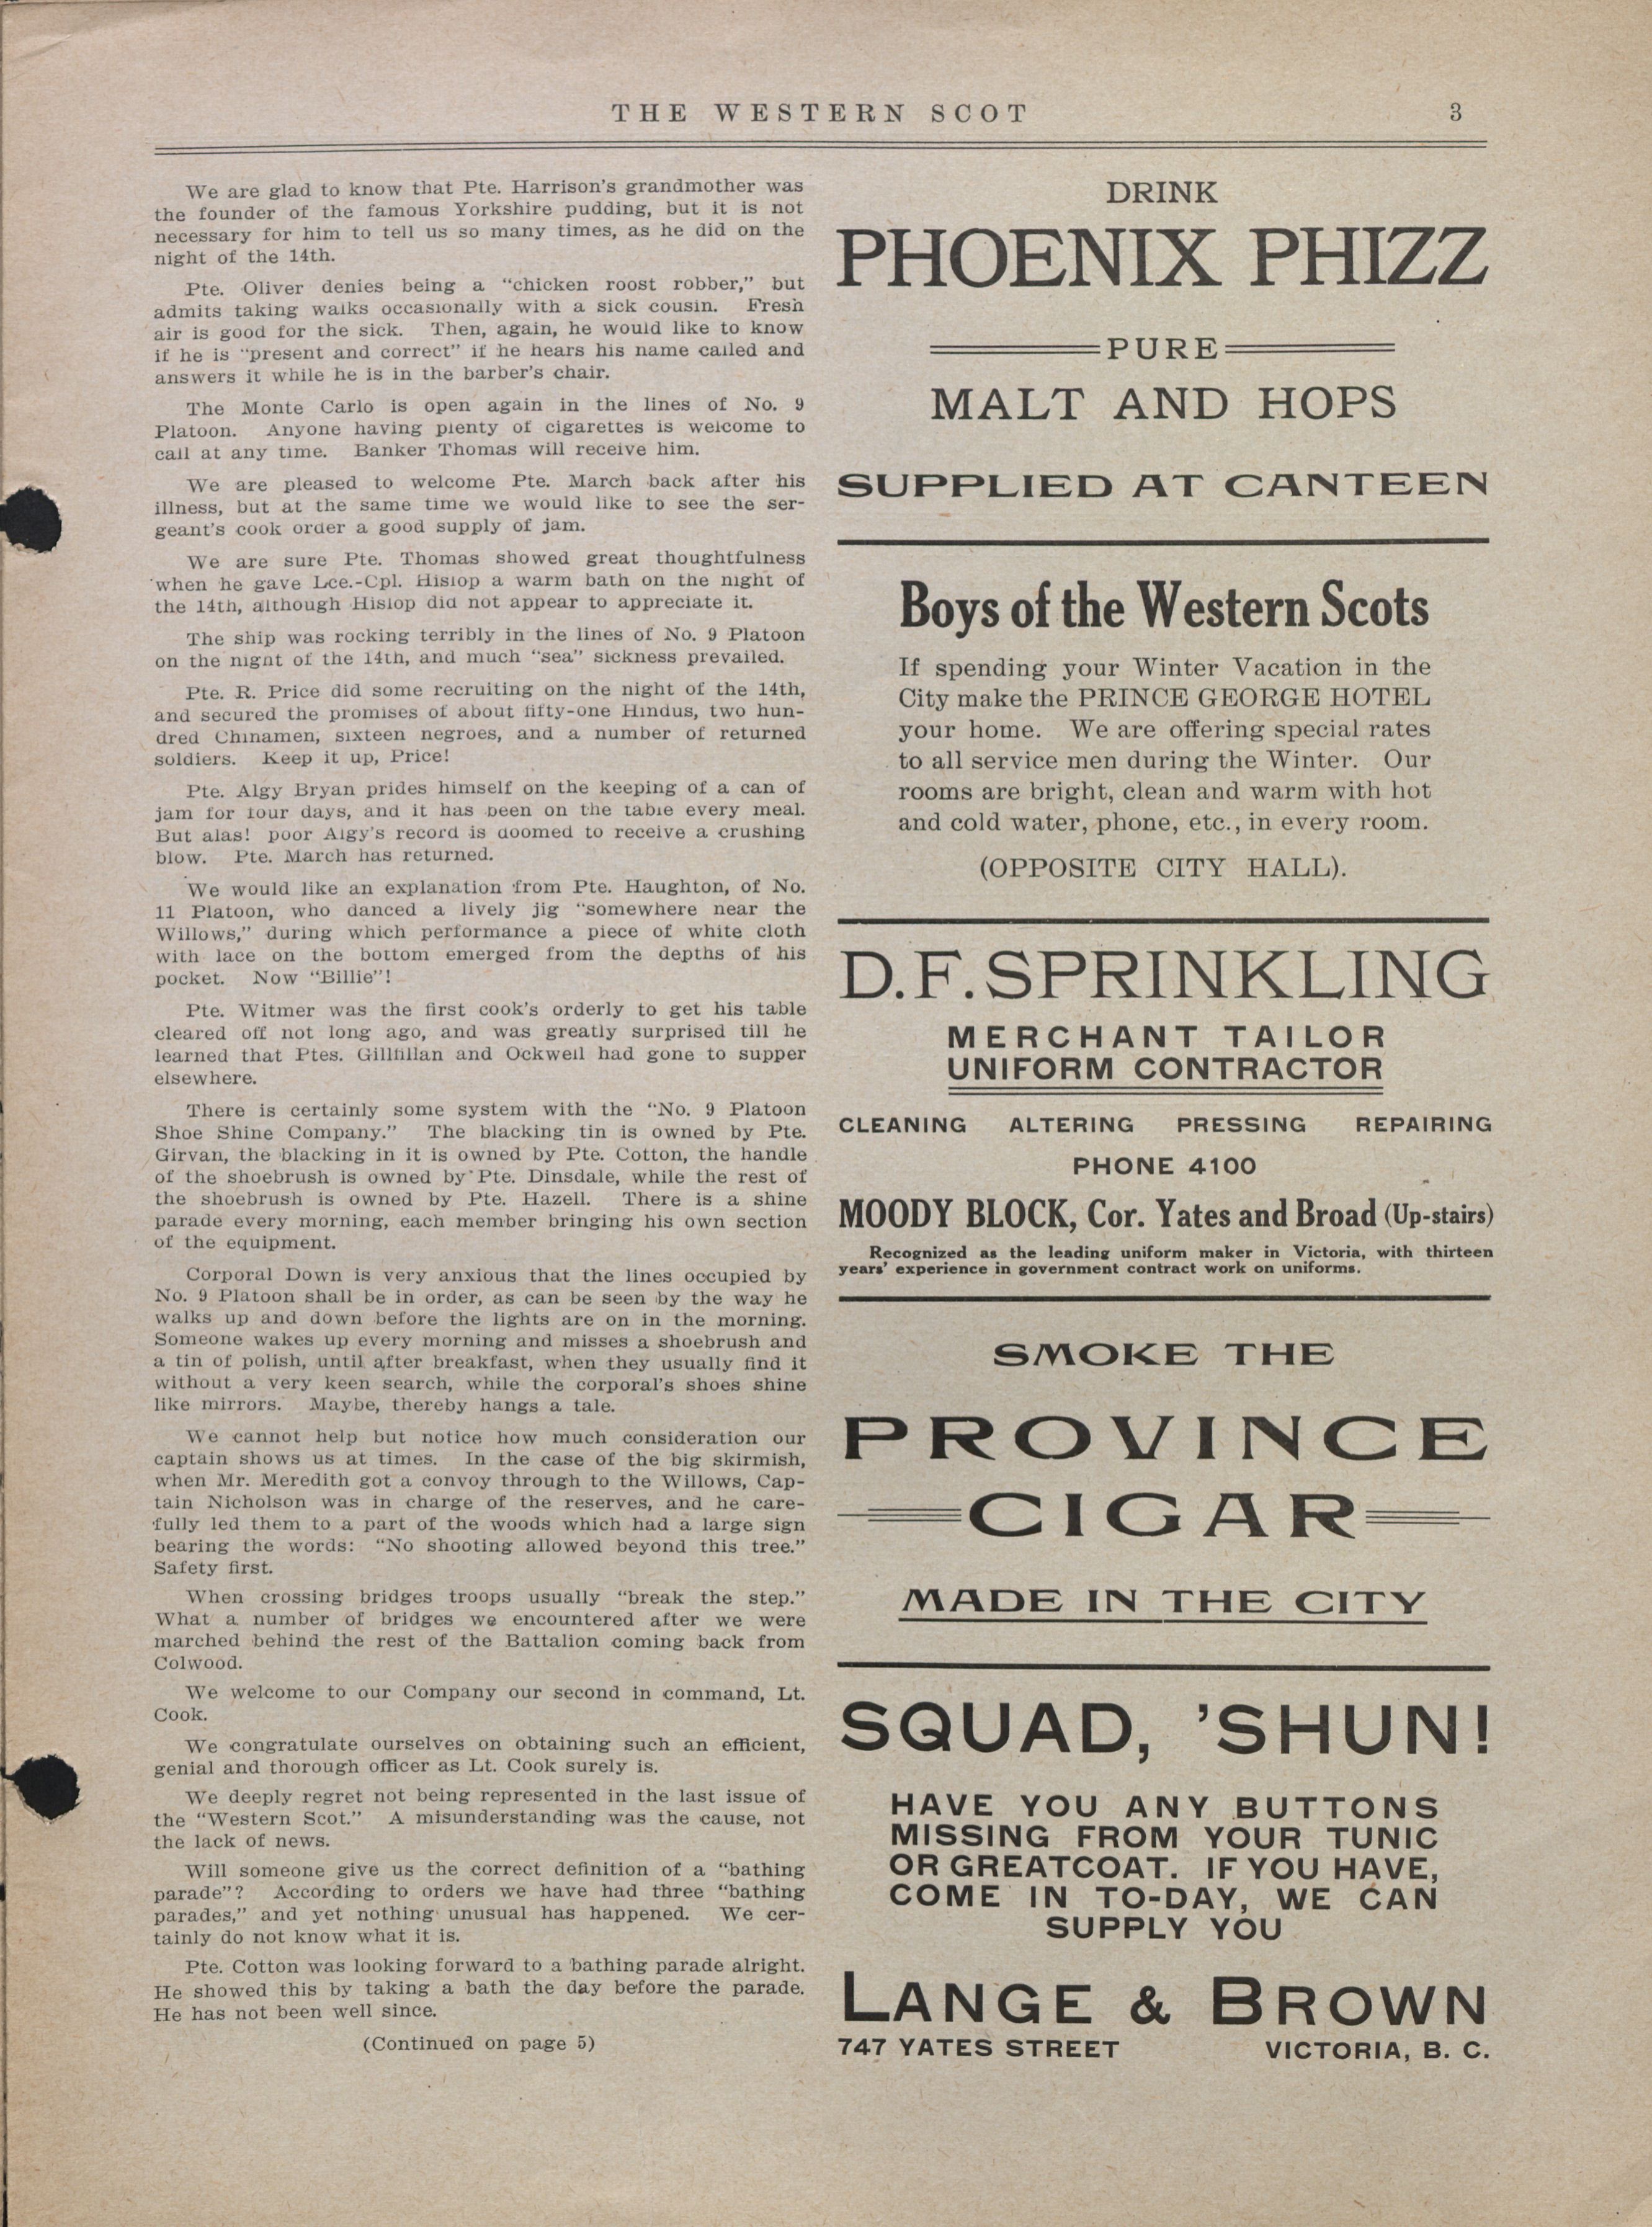 THE WESTERN SCOT
3
We are glad to know that Pte. Harrison's grandmother was
the founder of the famous Yorkshire pudding, but it is not
necessary for him to tell us so many times, as he did on the
night of the 14th.
Pte. Oliver denies being a "chicken roost robber," but
admits taking walks occasionally with a sick cousin. Fresh
air is good for the sick. Then, again, he would like to know
if he is "present and correct" if he hears his name called and
answers it while he is in the barber's chair.
The Monte Carlo is open again in the lines of No. 9
Platoon. Anyone having plenty of cigarettes is welcome to
call at any time. Banker Thomas will receive him.
We are pleased to welcome Pte. March back after his
illness, but at the same time we would like to see the ser-
geant's cook order a good supply of jam.
We are sure Pte. Thomas showed great thoughtfulness
when he gave Lce.-Cpl. Hislop a warm bath on the night of
the 14th, although Hislop did not appear to appreciate it.
The ship was rocking terribly in the lines of No. 9 Platoon
on the night of the 14th, and much "sea" sickness prevailed.
Pte. R. Price did some recruiting on the night of the 14th,
and secured the promises of about fifty-one Hindus, two hun-
dred Chinamen, sixteen negroes, and a number of returned
soldiers. Keep it up, Price!
Pte. Algy Bryan prides himself on the keeping of a can of
jam for four days, and it has been on the table every meal.
But alas! poor Algy's record is doomed to receive a crushing
blow. Pte. March has returned.
We would like an explanation from Pte. Haughton, of No.
11 Platoon, who danced a lively jig "somewhere near the
Willows," during which performance a piece of white cloth
with lace on the bottom emerged from the depths of his
pocket. Now "Billie"!
Pte. Witmer was the first cook's orderly to get his table
cleared off not long ago, and was greatly surprised till he
learned that Ptes. Gillfillan and Ockwell had gone to supper
elsewhere.
There is certainly some system with the "No. 9 Platoon
Shoe Shine Company." The blacking tin is owned by Pte.
Girvan, the blacking in it is owned by Pte. Cotton, the handle
of the shoebrush is owned by Pte. Dinsdale, while the rest of
the shoebrush is owned by Pte. Hazell. There is a shine
parade every morning, each member bringing his own section
of the equipment.
Corporal Down is very anxious that the lines occupied by
No. 9 Platoon shall be in order, as can be seen by the way he
walks up and down before the lights are on in the morning.
Someone wakes up every morning and misses a shoebrush and
a tin of polish, until after breakfast, when they usually find it
without a very keen search, while the corporal's shoes shine
like mirrors. Maybe, thereby hangs a tale.
We cannot help but notice how much consideration our
captain shows us at times. In the case of the big skirmish,
when Mr. Meredith got a convoy through to the Willows, Cap-
tain Nicholson was in charge of the reserves, and he care-
fully led them to a part of the woods which had a large sign
bearing the words: "No shooting allowed beyond this tree."
Safety first.
When crossing bridges troops usually "break the step."
What a number of bridges we encountered after we were
marched behind the rest of the Battalion coming back from
Colwood.
We welcome to our Company our second in command, Lt.
Cook.
We congratulate ourselves on obtaining such an efficient,
genial and thorough officer as Lt. Cook surely is.
We deeply regret not being represented in the last issue of
the "Western Scot." A misunderstanding was the cause, not
the lack of news.
Will someone give us the correct definition of a "bathing
parade"? According to orders we have had three "bathing
parades," and yet nothing unusual has happened. We cer-
tainly do not know what it is.
Pte. Cotton was looking forward to a bathing parade alright.
He showed this by taking a bath the day before the parade.
He has not been well since.
(Continued on page 5)
DRINK
PHOENIX PHIZZ
PURE
MALT AND HOPS
SUPPLIED AT CANTEEN
Boys of the Western Scots
If spending your Winter Vacation in the
City make the PRINCE GEORGE HOTEL
your home. We are offering special rates
to all service men during the Winter. Our
rooms are bright, clean and warm with hot
and cold water, phone, etc., in every room.
(OPPOSITE CITY HALL).
D. F. SPRINKLING
MERCHANT TAILOR
UNIFORM CONTRACTOR
CLEANING ALTERING PRESSING REPAIRING
PHONE 4100
MOODY BLOCK, Cor. Yates and Broad (Up-stairs)
Recognized as the leading uniform maker in Victoria, with thirteen
years' experience in government contract work on uniforms.
SMOKE THE
PROVINCE
CIGAR
MADE IN THE CITY
SQUAD, 'SHUN!
HAVE YOU ANY BUTTONS
MISSING FROM YOUR TUNIC
OR GREATCOAT. IF YOU HAVE,
COME IN TO-DAY, WE CAN
SUPPLY YOU
LANGE & BROWN
747 YATES STREET VICTORIA, B. C.